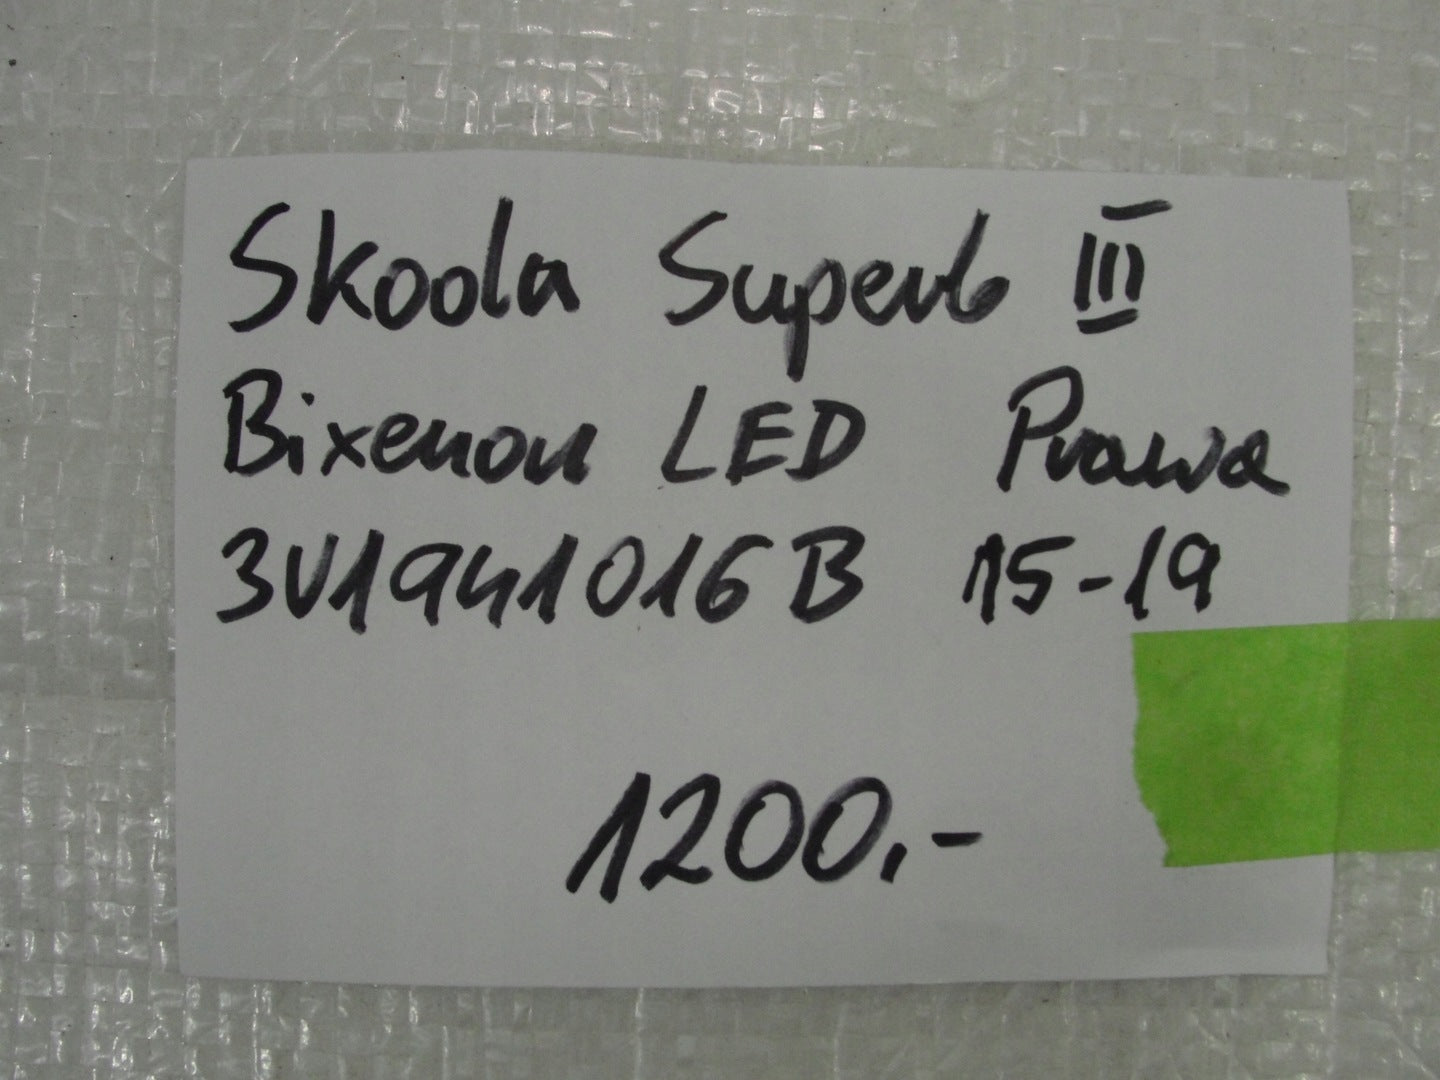 Skoda Superb III
Bixenon LED Prawa
3V1941016B 15-19
1200,-